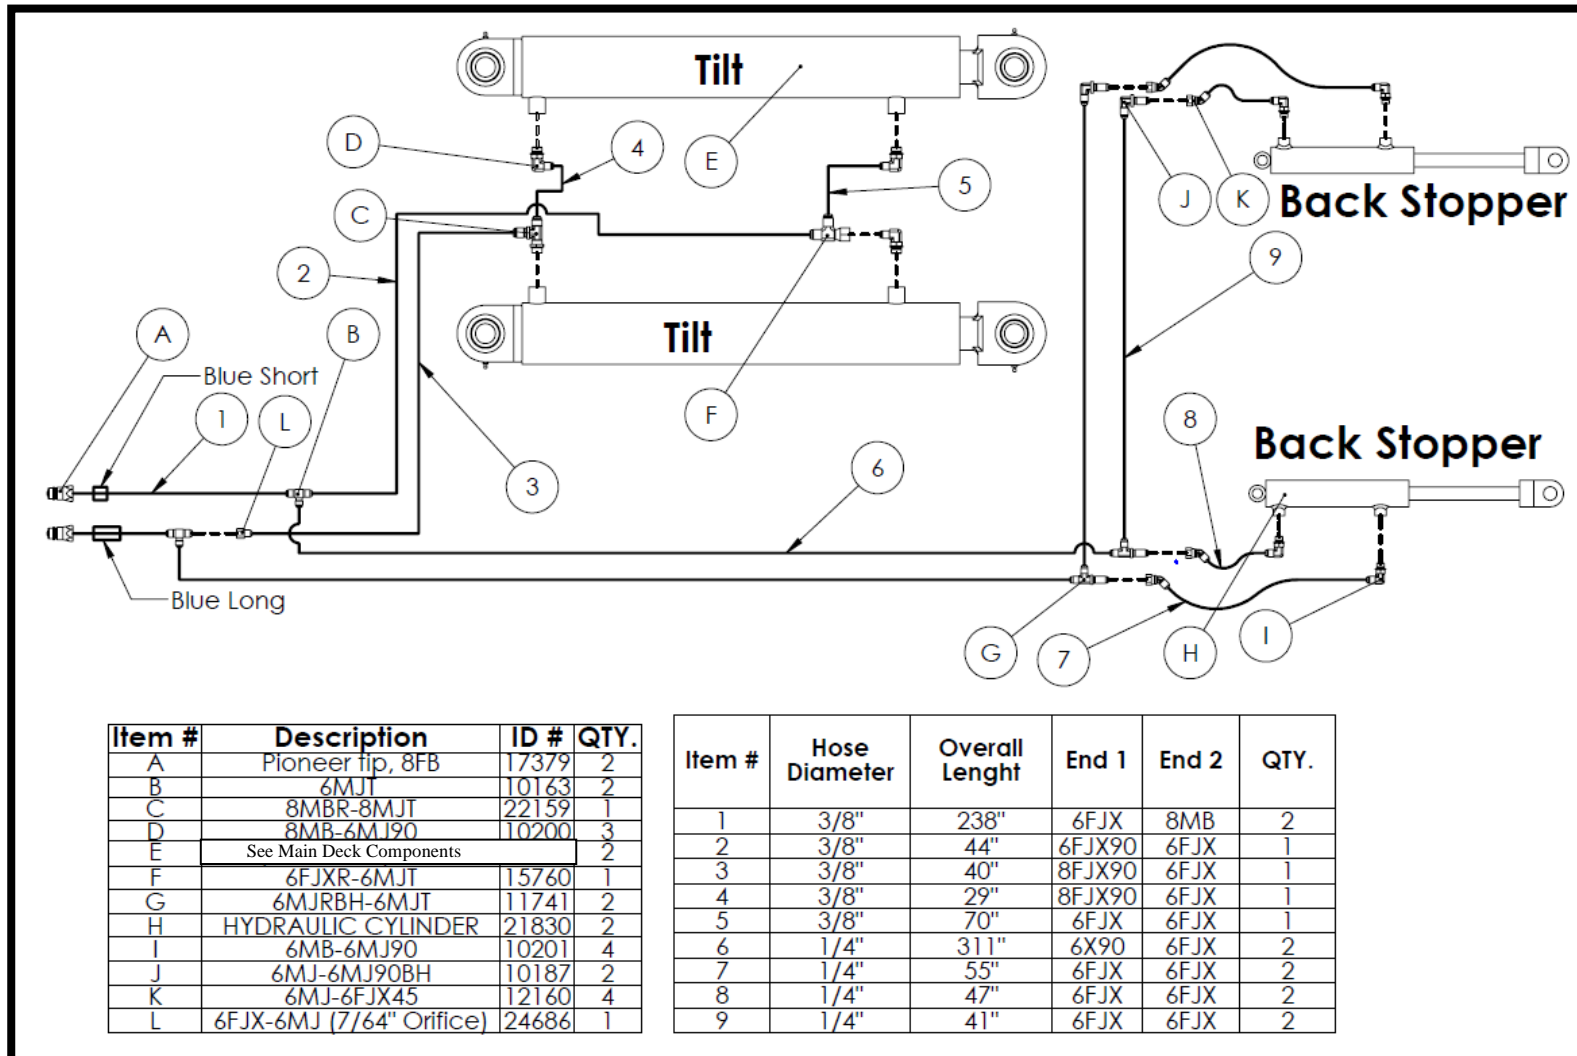 Tilt
D
4
E
5
J
K
Back Stopper
C
2
9
A
B
Tilt
Blue Short
1
L
F
3
6
8
Back Stopper
Blue Long
G
7
H
I
Item # Description ID # QTY.
A Pioneer tip, 8FB 17379 2
B 6MJT 10163 2
C 8MBR-8MJT 22159 1
D 8MB-6MJ90 10200 3
E See Main Deck Components 2
F 6FJXR-6MJT 15760 1
G 6MJRBH-6MJT 11741 2
H HYDRAULIC CYLINDER 21830 2
I 6MB-6MJ90 10201 4
J 6MJ-6MJ90BH 10187 2
K 6MJ-6FJX45 12160 4
L 6FJX-6MJ (7/64" Orifice) 24686 1
Item # Hose Diameter Overall Lenght End 1 End 2 QTY.
1 3/8" 238" 6FJX 8MB 2
2 3/8" 44" 6FJX90 6FJX 1
3 3/8" 40" 8FJX90 6FJX 1
4 3/8" 29" 8FJX90 6FJX 1
5 3/8" 70" 6FJX 6FJX 1
6 1/4" 311" 6X90 6FJX 2
7 1/4" 55" 6FJX 6FJX 2
8 1/4" 47" 6FJX 6FJX 2
9 1/4" 41" 6FJX 6FJX 2